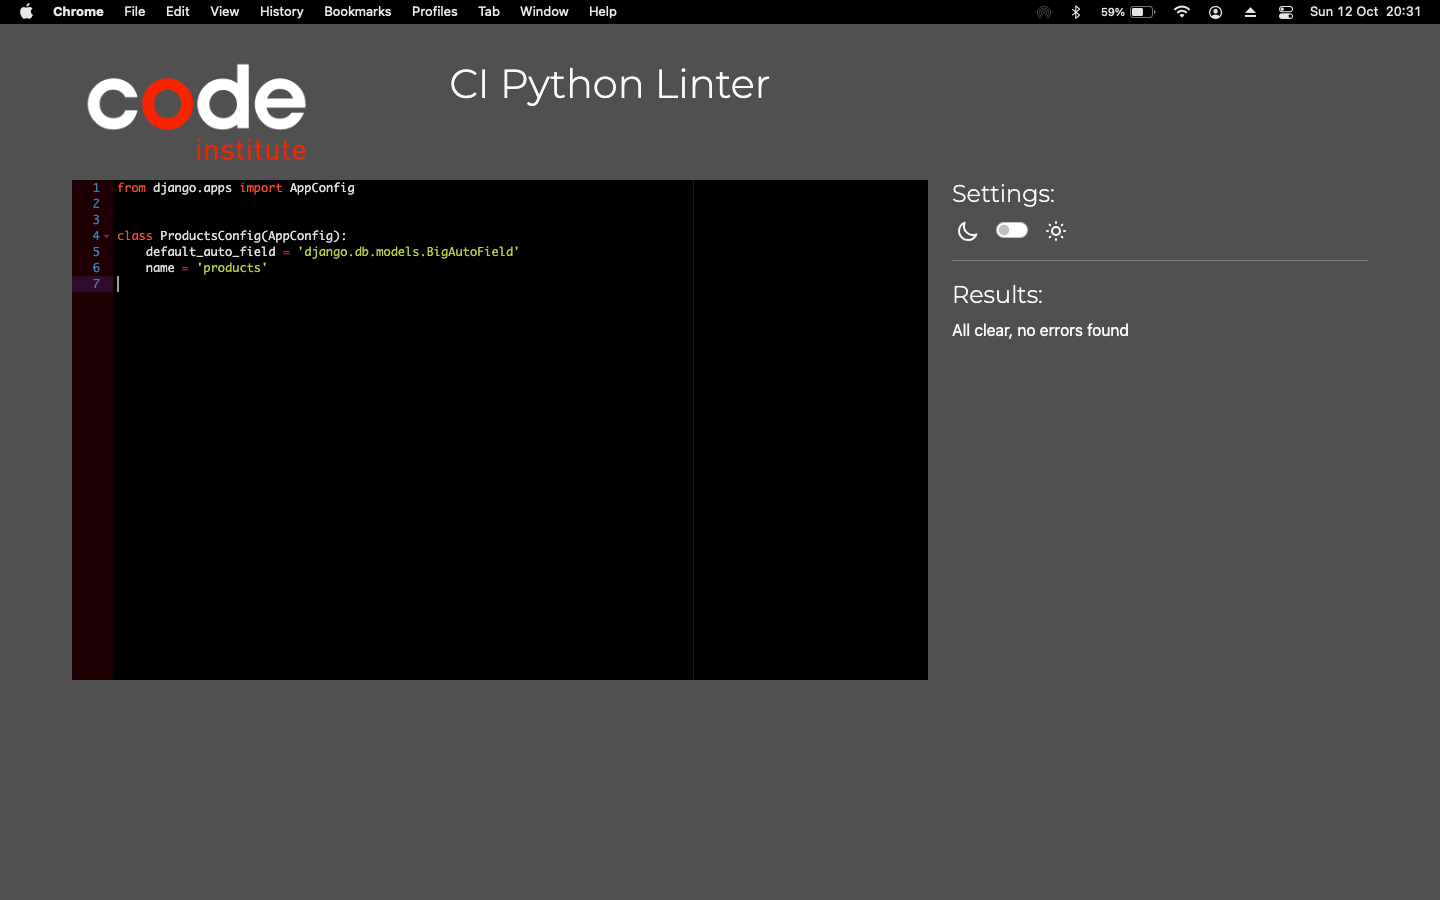 Chrome File Edit View History Bookmarks Profiles Tab Window Help 59% Sun 12 Oct 20:31
code
institute
CI Python Linter
1 from django.apps import AppConfig
2
3
4 class ProductsConfig(AppConfig):
5     default_auto_field = 'django.db.models.BigAutoField'
6     name = 'products'
7
Settings:
Results:
All clear, no errors found